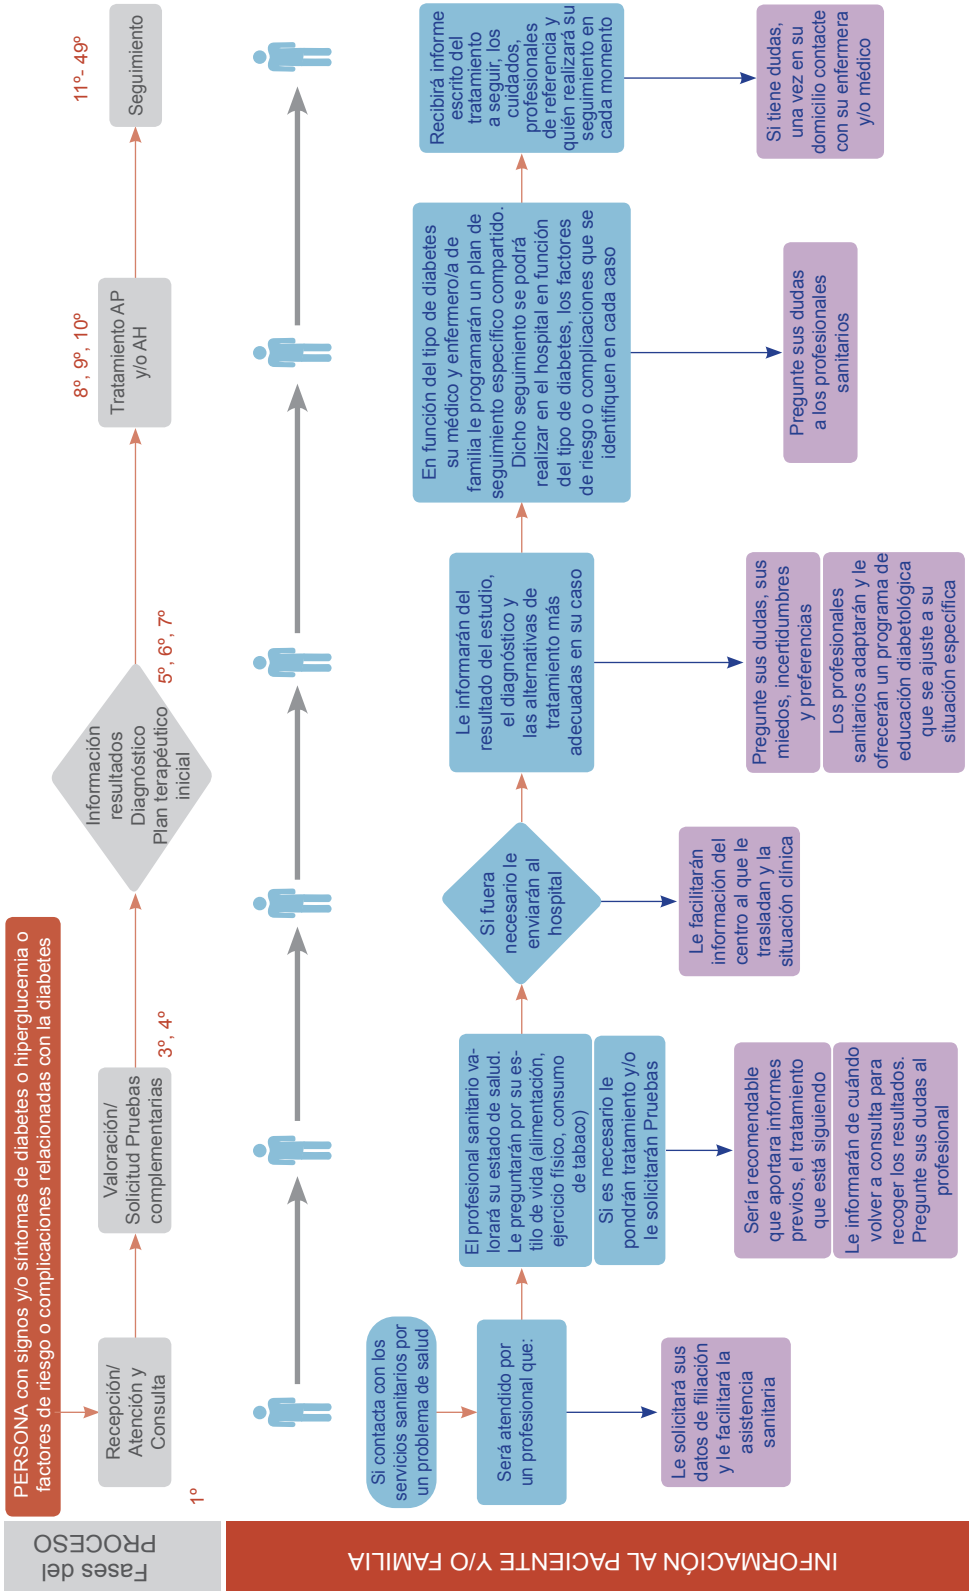 Fases del
PROCESO
PERSONA con signos y/o síntomas de diabetes o hiperglucemia o
factores de riesgo o complicaciones relacionadas con la diabetes
Recepción/
Atención y
Consulta
1º
Valoración/
Solicitud Pruebas
complementarias
3º, 4º
Información
resultados
Diagnóstico
Plan terapéutico
inicial
5º, 6º, 7º
Tratamiento AP
y/o AH
8º, 9º, 10º
Seguimiento
11º- 49º
INFORMACIÓN AL PACIENTE Y/O FAMILIA
Si contacta con los
servicios sanitarios por
un problema de salud
Será atendido por
un profesional que:
Le solicitará sus
datos de filiación
y le facilitará la
asistencia
sanitaria
El profesional sanitario va-
lorará su estado de salud.
Le preguntarán por su es-
tilo de vida (alimentación,
ejercicio físico, consumo
de tabaco)
Si es necesario le
pondrán tratamiento y/o
le solicitarán Pruebas
Sería recomendable
que aportara informes
previos, el tratamiento
que está siguiendo
Le informarán de cuándo
volver a consulta para
recoger los resultados.
Pregunte sus dudas al
profesional
Si fuera
necesario le
enviarán al
hospital
Le facilitarán
información del
centro al que le
trasladan y la
situación clínica
Le informarán del
resultado del estudio,
el diagnóstico y
las alternativas de
tratamiento más
adecuadas en su caso
Pregunte sus dudas, sus
miedos, incertidumbres
y preferencias
Los profesionales
sanitarios adaptarán y le
ofrecerán un programa de
educación diabetológica
que se ajuste a su
situación específica
En función del tipo de diabetes
su médico y enfermero/a de
familia le programarán un plan de
seguimiento específico compartido.
Dicho seguimiento se podrá
realizar en el hospital en función
del tipo de diabetes, los factores
de riesgo o complicaciones que se
identifiquen en cada caso
Pregunte sus dudas
a los profesionales
sanitarios
Recibirá informe
escrito del
tratamiento
a seguir, los
cuidados,
profesionales
de referencia y
quién realizará su
seguimiento en
cada momento
Si tiene dudas,
una vez en su
domicilio contacte
con su enfermera
y/o médico